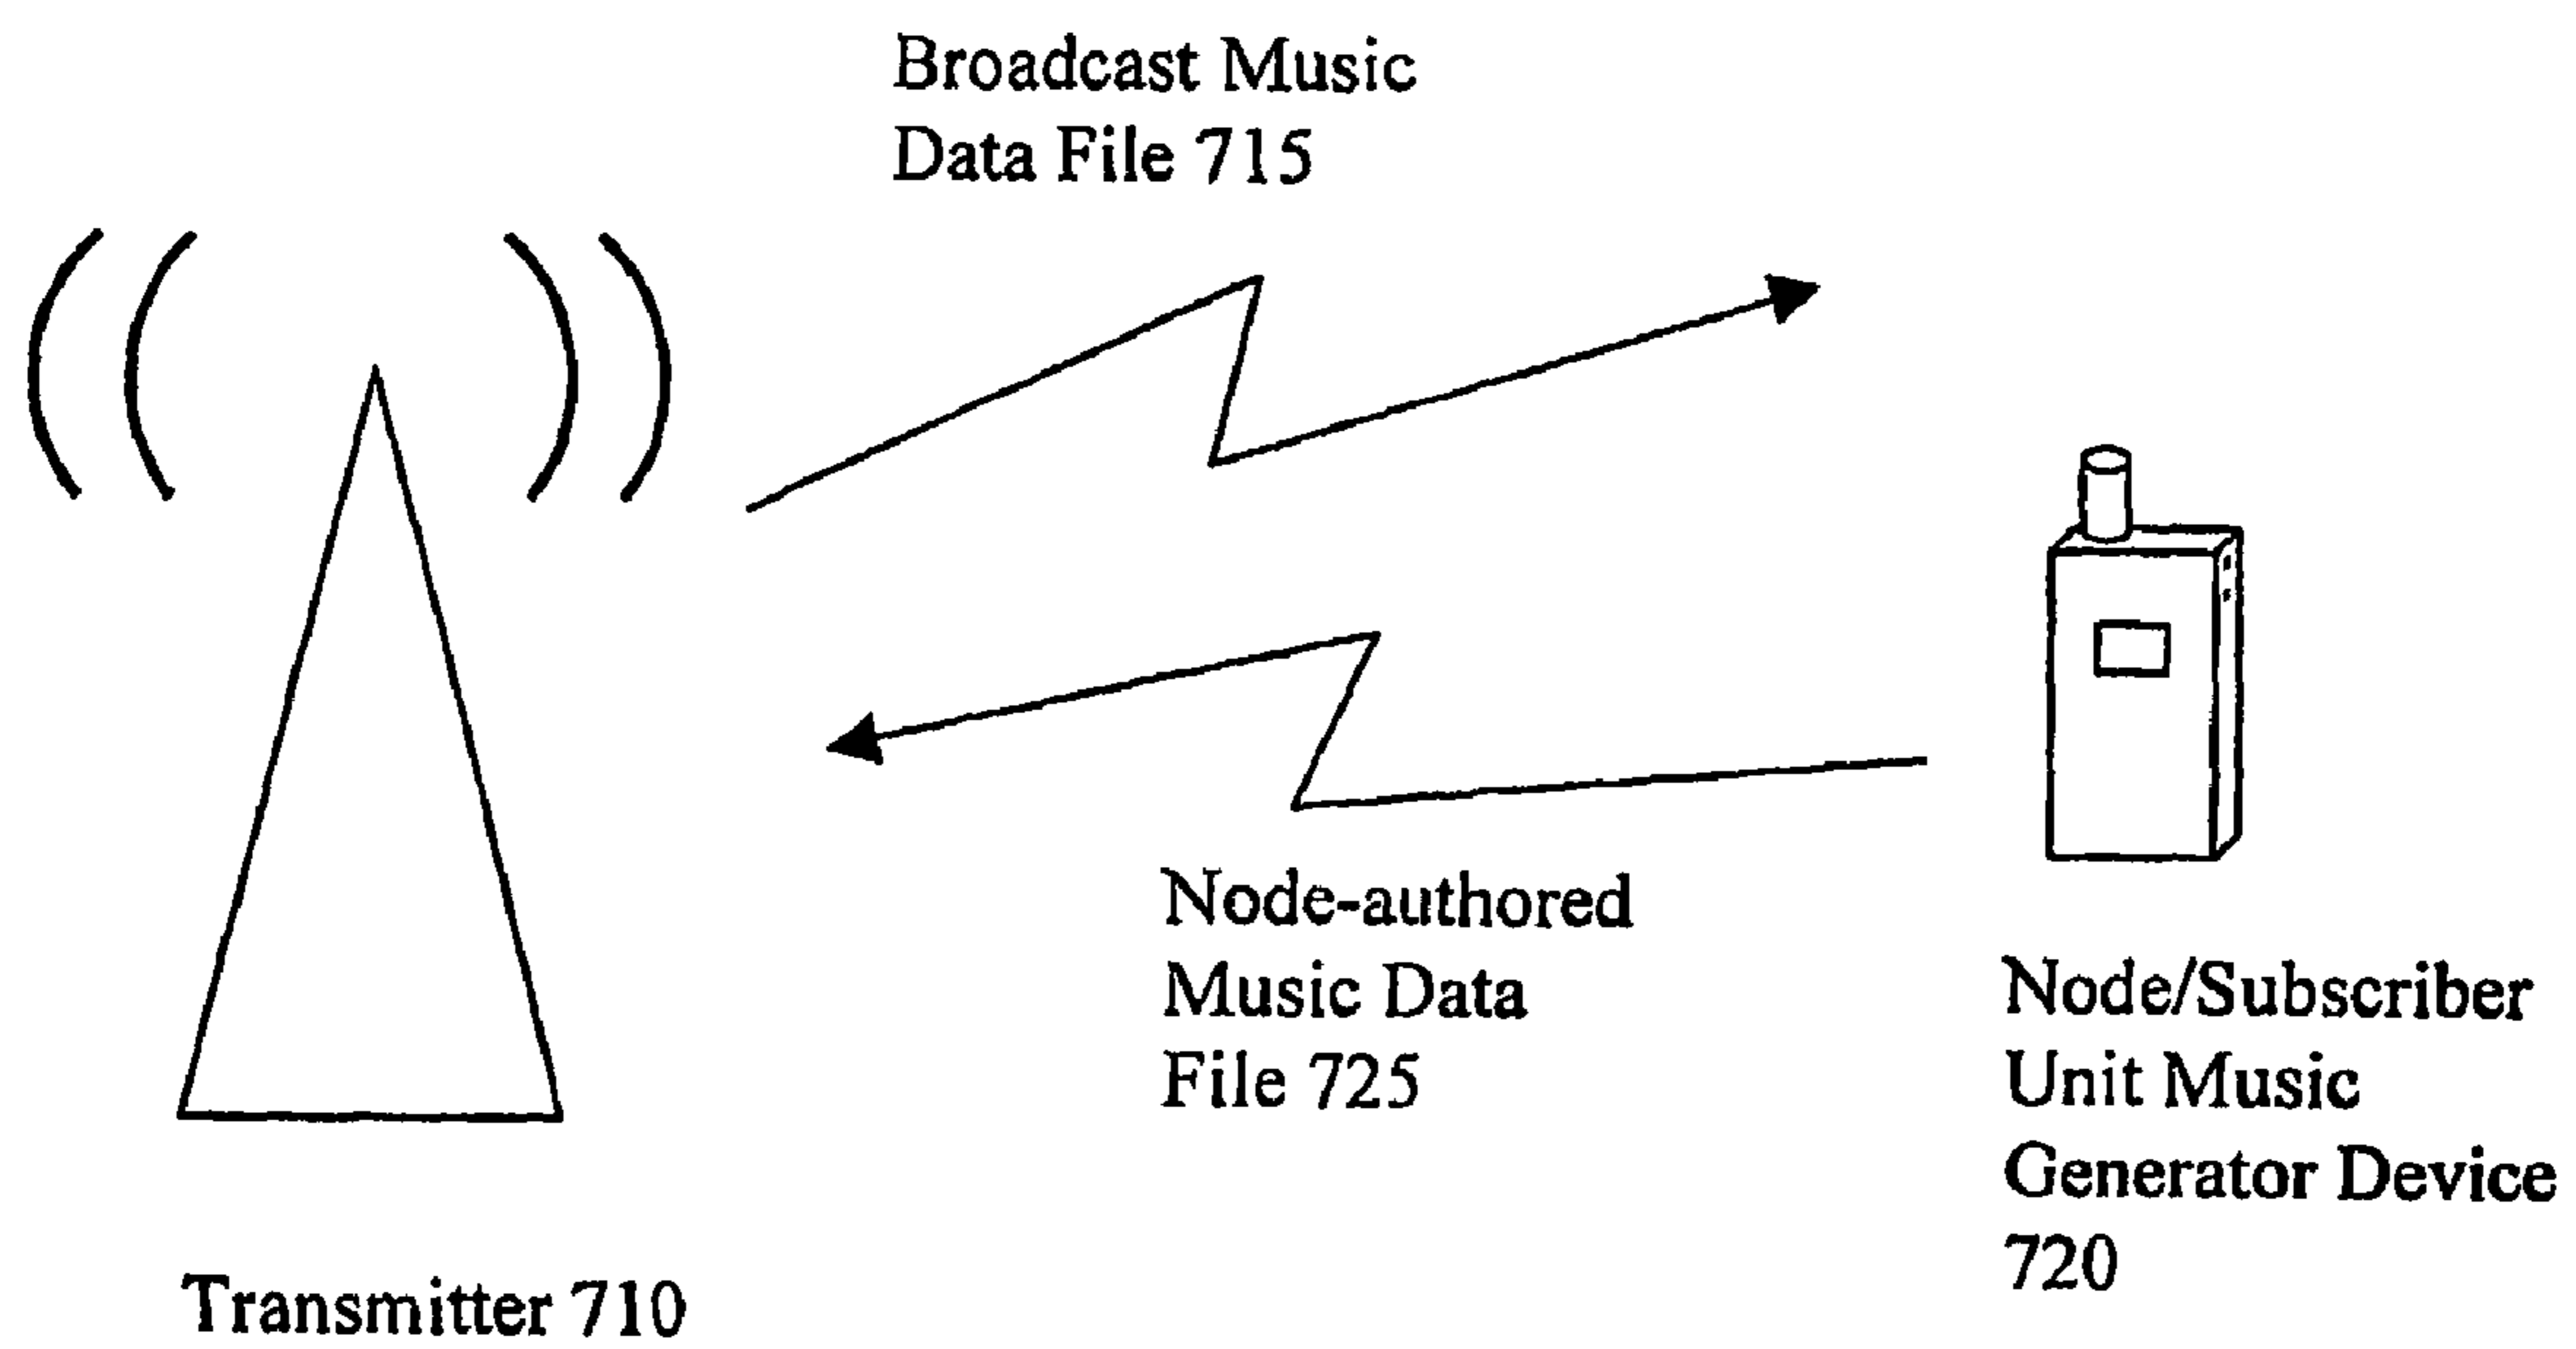 Broadcast Music
Data File 715
Node-authored
Music Data
File 725
Node/Subscriber
Unit Music
Generator Device
720
Transmitter 710